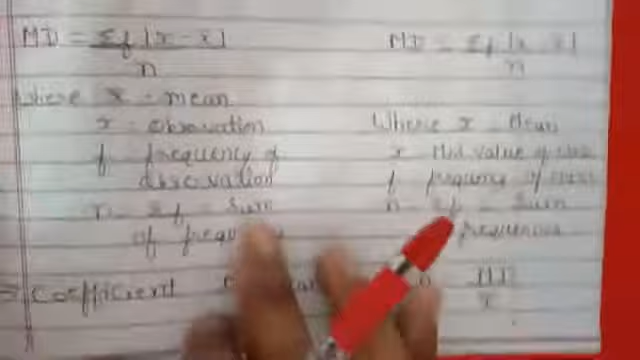 MD = Σf |x - x̄|
n
MD = Σf |x - x̄|
n
where x̄ - mean
x - observation
f frequency of
observation
n - Σf - Sum
of
Where x̄ Mean
x Mid value of class
f frequency of class
n - Σf - Sum
frequencies
⇒ Coefficient
MD
x̄